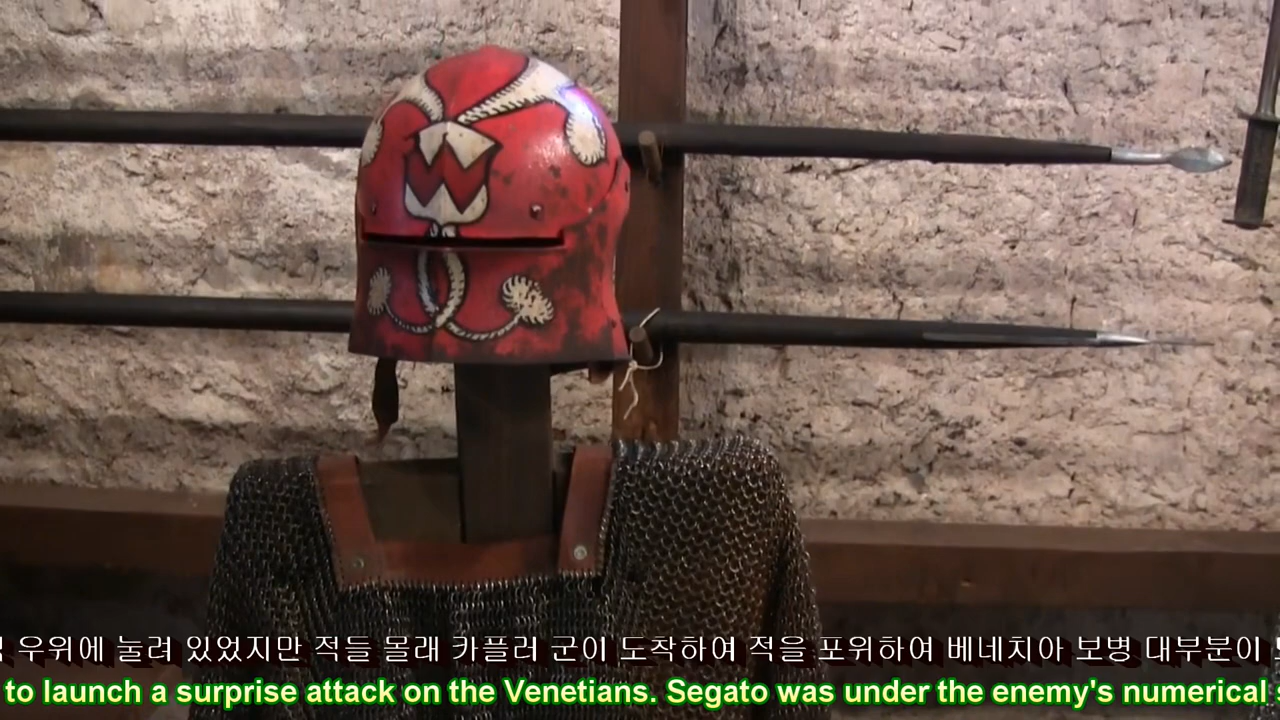 우위에 눌려 있었지만 적들 몰래 카플러 군이 도착하여 적을 포위하여 베네치아 보병 대부분이
to launch a surprise attack on the Venetians. Segato was under the enemy's numerical